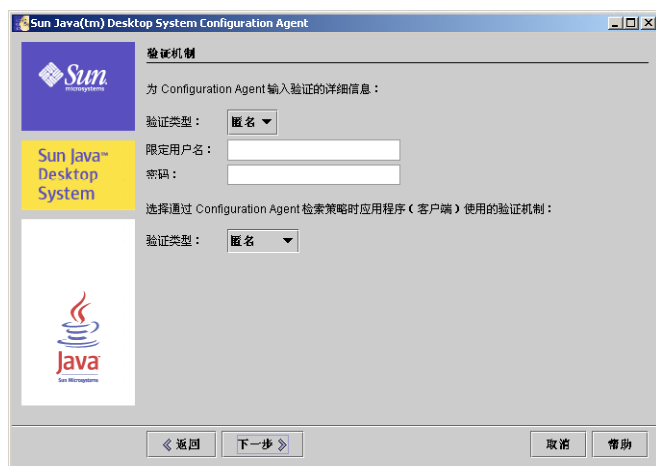 Sun Java(tm) Desktop System Configuration Agent
Sun
microsystems
Sun Java™
Desktop
System
Java
Sun Microsystems
验证机制
为 Configuration Agent 输入验证的详细信息：
验证类型： 匿名
限定用户名：
密码：
选择通过 Configuration Agent 检索策略时应用程序（客户端）使用的验证机制：
验证类型： 匿名
返回 下一步 取消 帮助